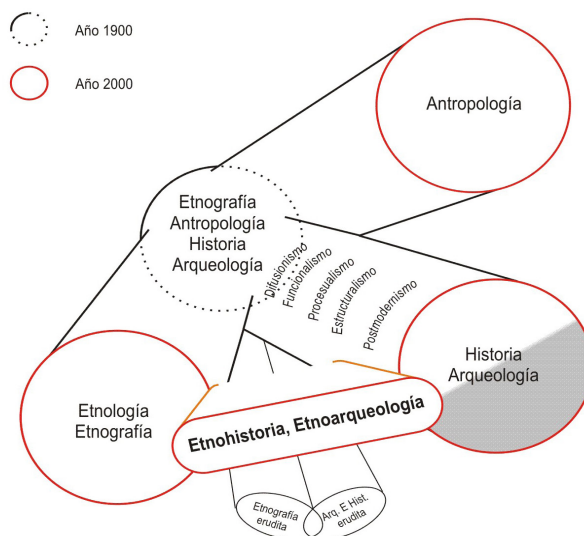 Año 1900
Año 2000
Antropología
Etnografía
Antropología
Historia
Arqueología
Difusionismo
Funcionalismo
Procesualismo
Estructuralismo
Postmodernismo
Historia
Arqueología
Etnología
Etnografía
Etnohistoria, Etnoarqueología
Etnografía
erudita
Arq. E Hist.
erudita